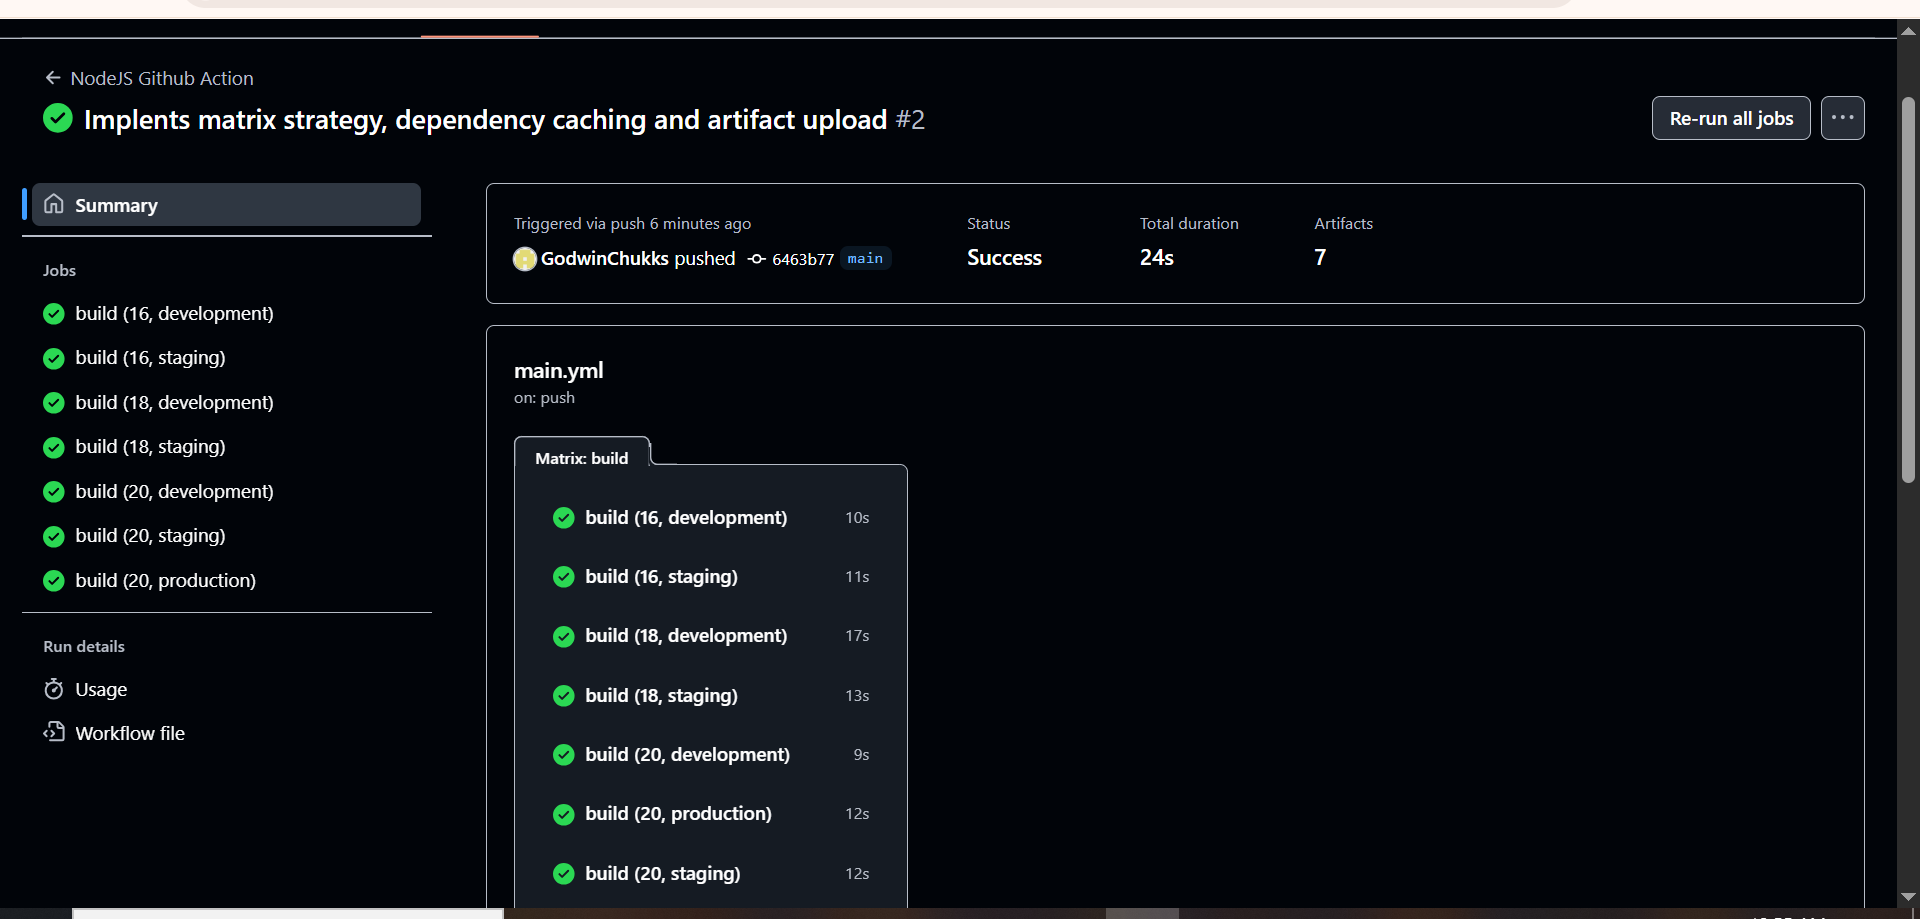 NodeJS Github Action
Implents matrix strategy, dependency caching and artifact upload #2
Re-run all jobs
Summary
Jobs
build (16, development)
build (16, staging)
build (18, development)
build (18, staging)
build (20, development)
build (20, staging)
build (20, production)
Run details
Usage
Workflow file
Triggered via push 6 minutes ago
GodwinChukks pushed 6463b77 main
Status
Success
Total duration
24s
Artifacts
7
main.yml
on: push
Matrix: build
build (16, development) 10s
build (16, staging) 11s
build (18, development) 17s
build (18, staging) 13s
build (20, development) 9s
build (20, production) 12s
build (20, staging) 12s